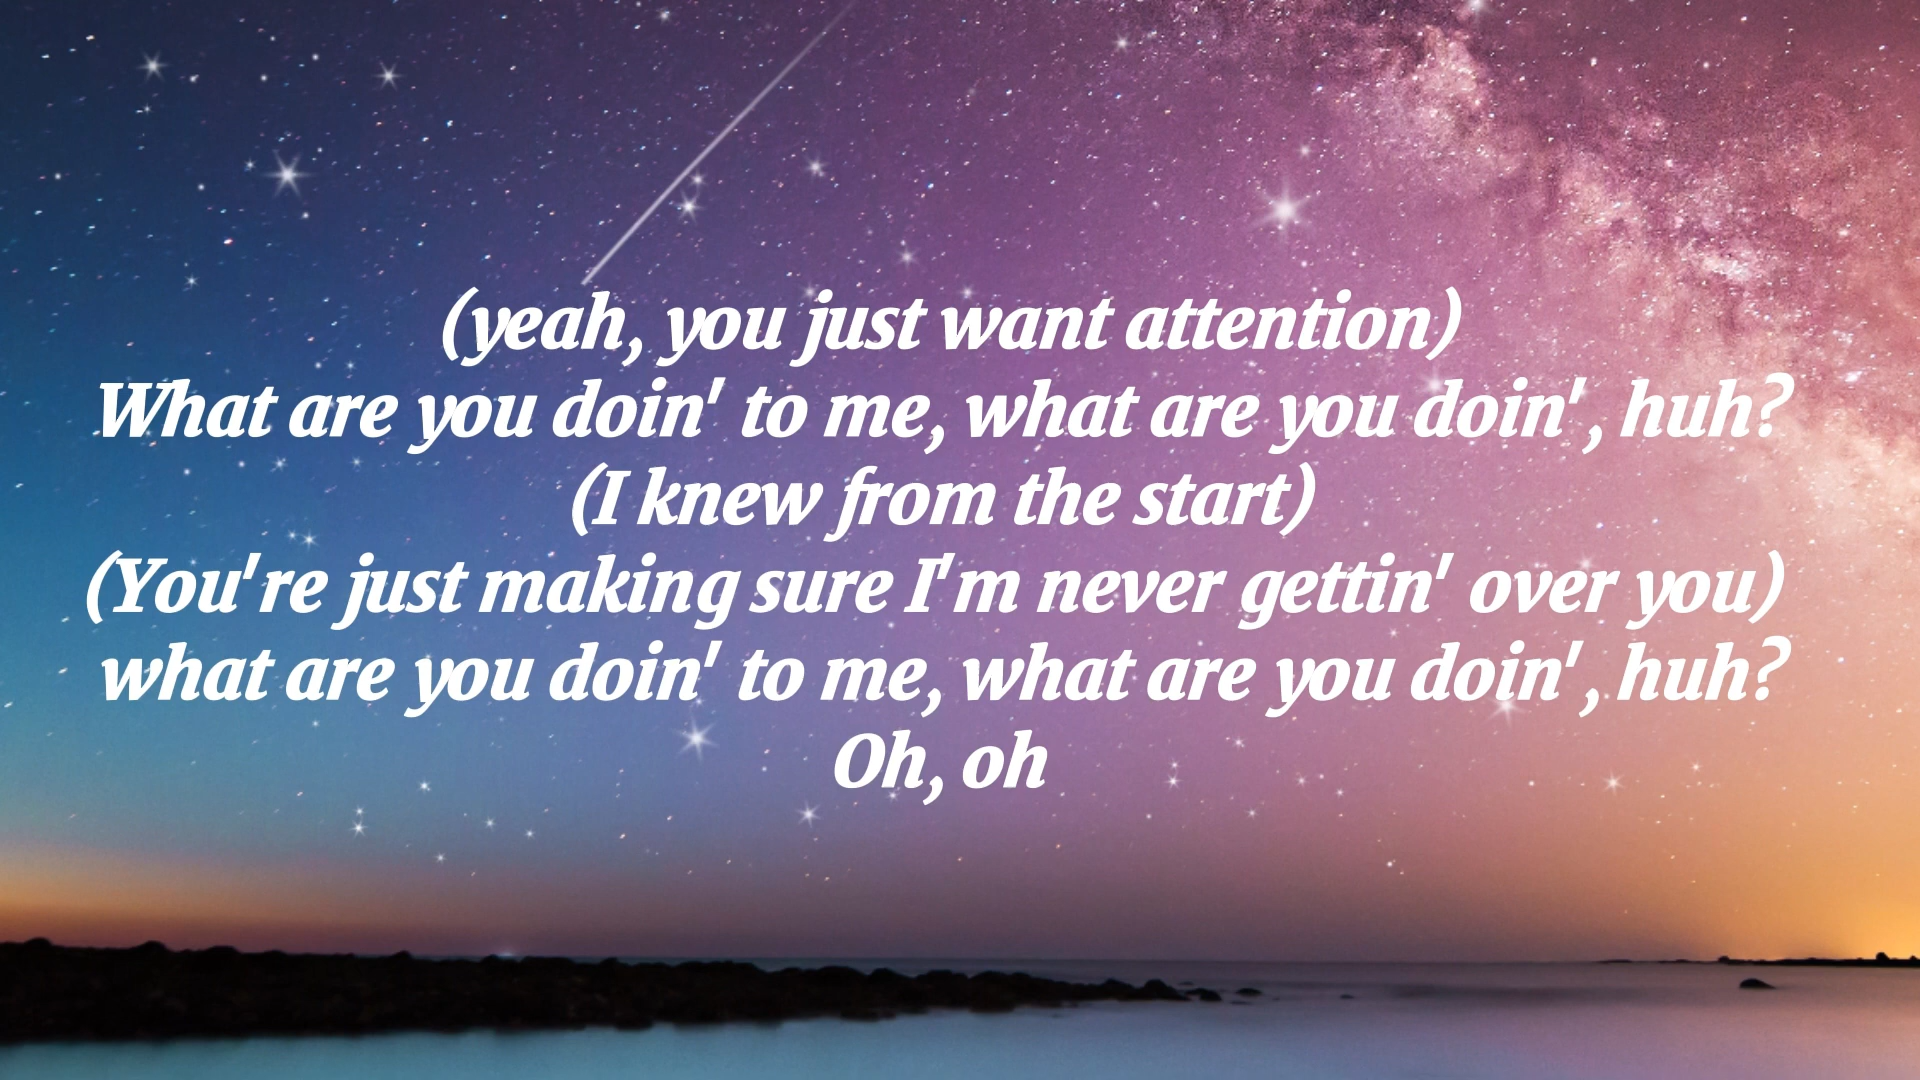 (yeah, you just want attention)
What are you doin' to me, what are you doin', huh?
(I knew from the start)
(You're just making sure I'm never gettin' over you)
what are you doin' to me, what are you doin', huh?
Oh, oh